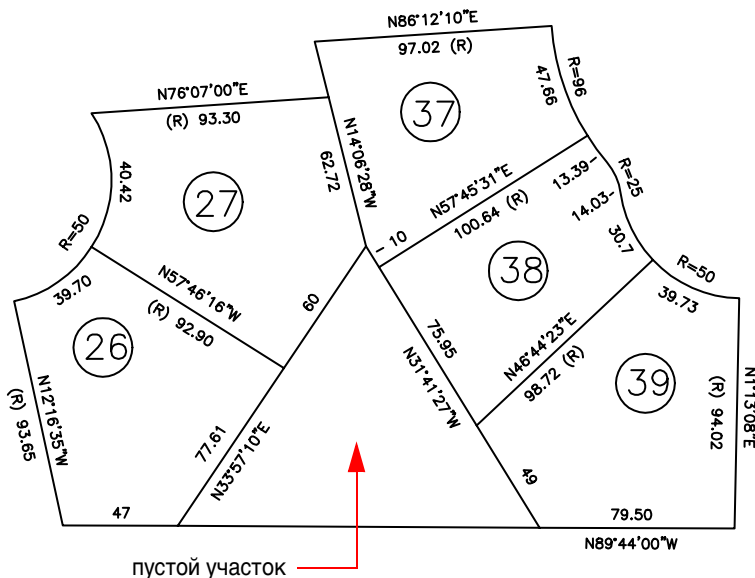 N86°12'10"E
97.02 (R)
R=96
47.66
37
N76°07'00"E
(R) 93.30
N14°06'28"W
62.72
40.42
27
N57°45'31"E
100.64 (R)
13.39-
R=25
14.03-
30.7
- 10
38
R=50
R=50
39.70
N57°46'16"W
(R) 92.90
60
39.73
26
75.95
N31°41'27"W
N46°44'23"E
98.72 (R)
39
N12°16'35"W
(R) 93.65
N1°13'08"E
(R) 94.02
77.61
N33°57'10"E
49
47
79.50
N89°44'00"W
пустой участок